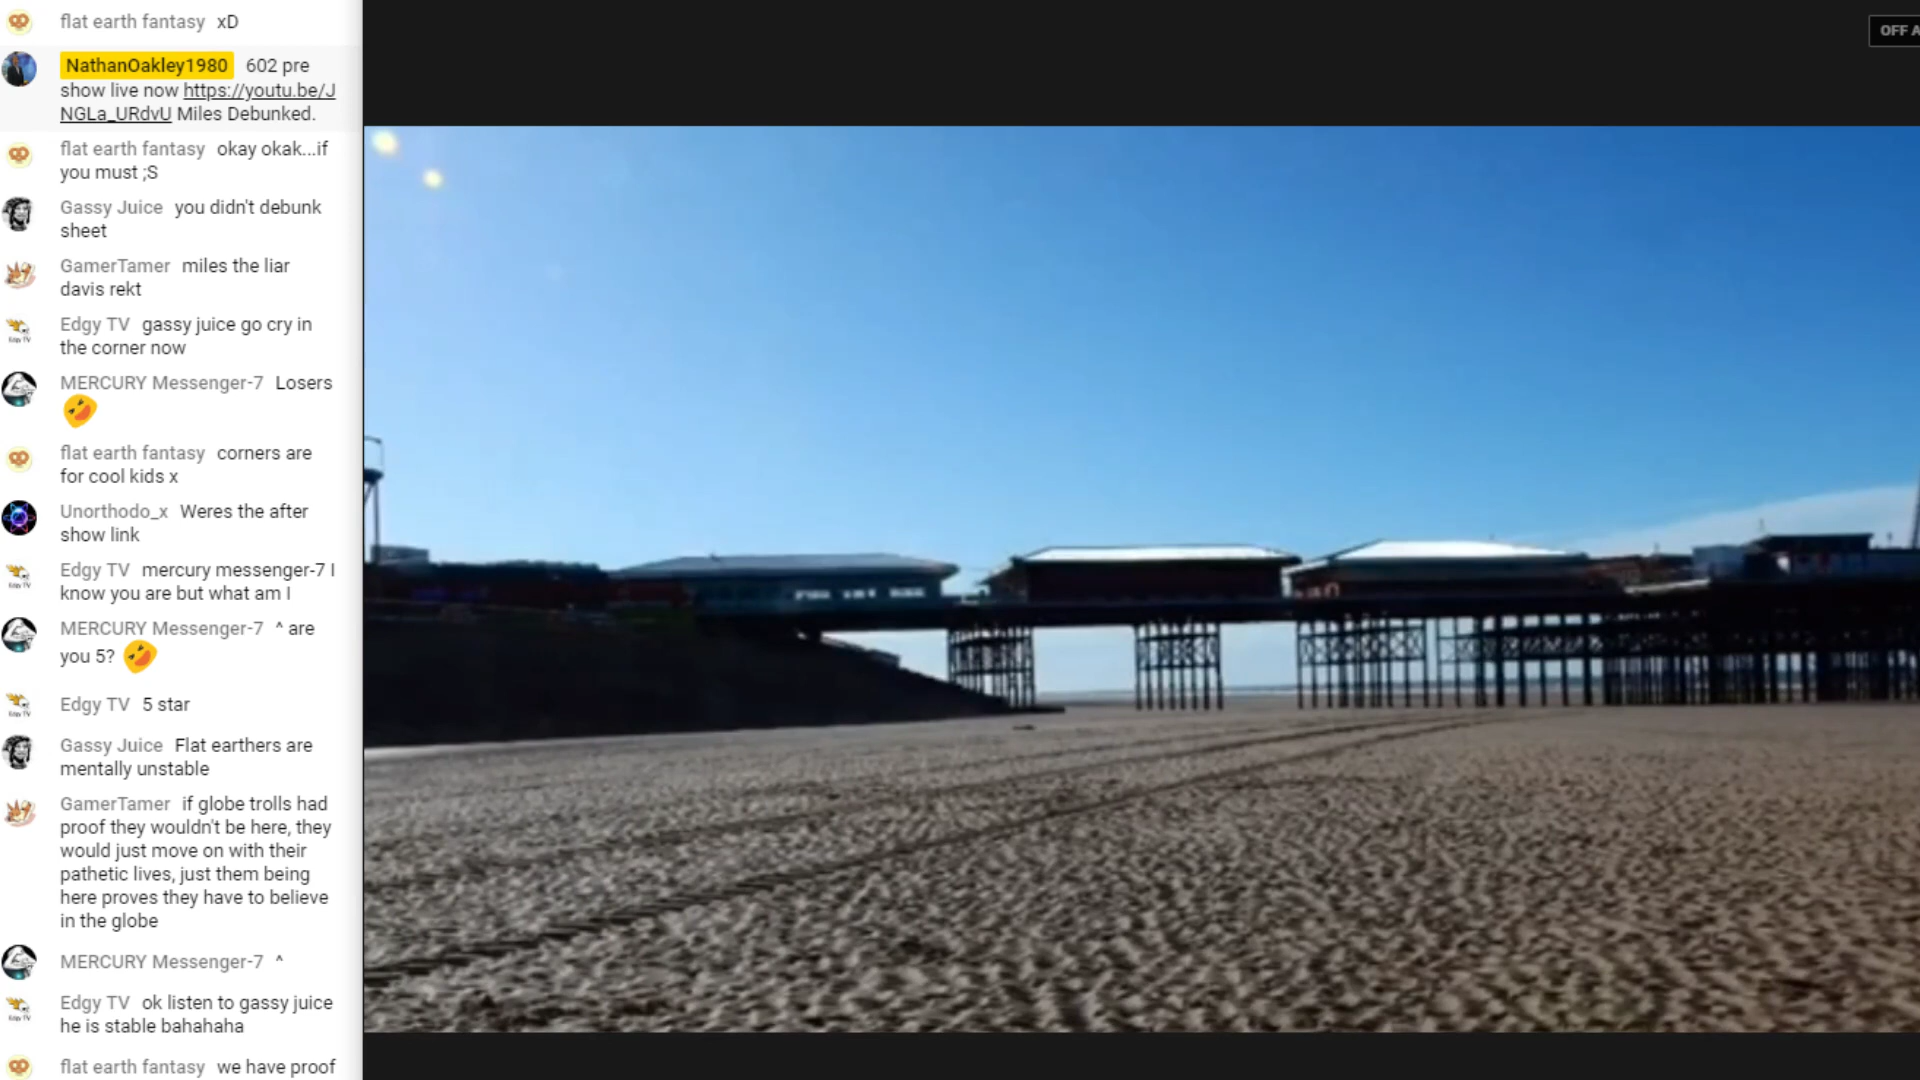 flat earth fantasy xD
NathanOakley1980 602 pre
show live now https://youtu.be/J
NGLa_URdvU Miles Debunked.
flat earth fantasy okay okak...if
you must ;S
Gassy Juice you didn't debunk
sheet
GamerTamer miles the liar
davis rekt
Edgy TV gassy juice go cry in
the corner now
MERCURY Messenger-7 Losers
flat earth fantasy corners are
for cool kids x
Unorthodo_x Weres the after
show link
Edgy TV mercury messenger-7 I
know you are but what am I
MERCURY Messenger-7 ^ are
you 5?
Edgy TV 5 star
Gassy Juice Flat earthers are
mentally unstable
GamerTamer if globe trolls had
proof they wouldn't be here, they
would just move on with their
pathetic lives, just them being
here proves they have to believe
in the globe
MERCURY Messenger-7 ^
Edgy TV ok listen to gassy juice
he is stable bahahaha
flat earth fantasy we have proof
OFF A